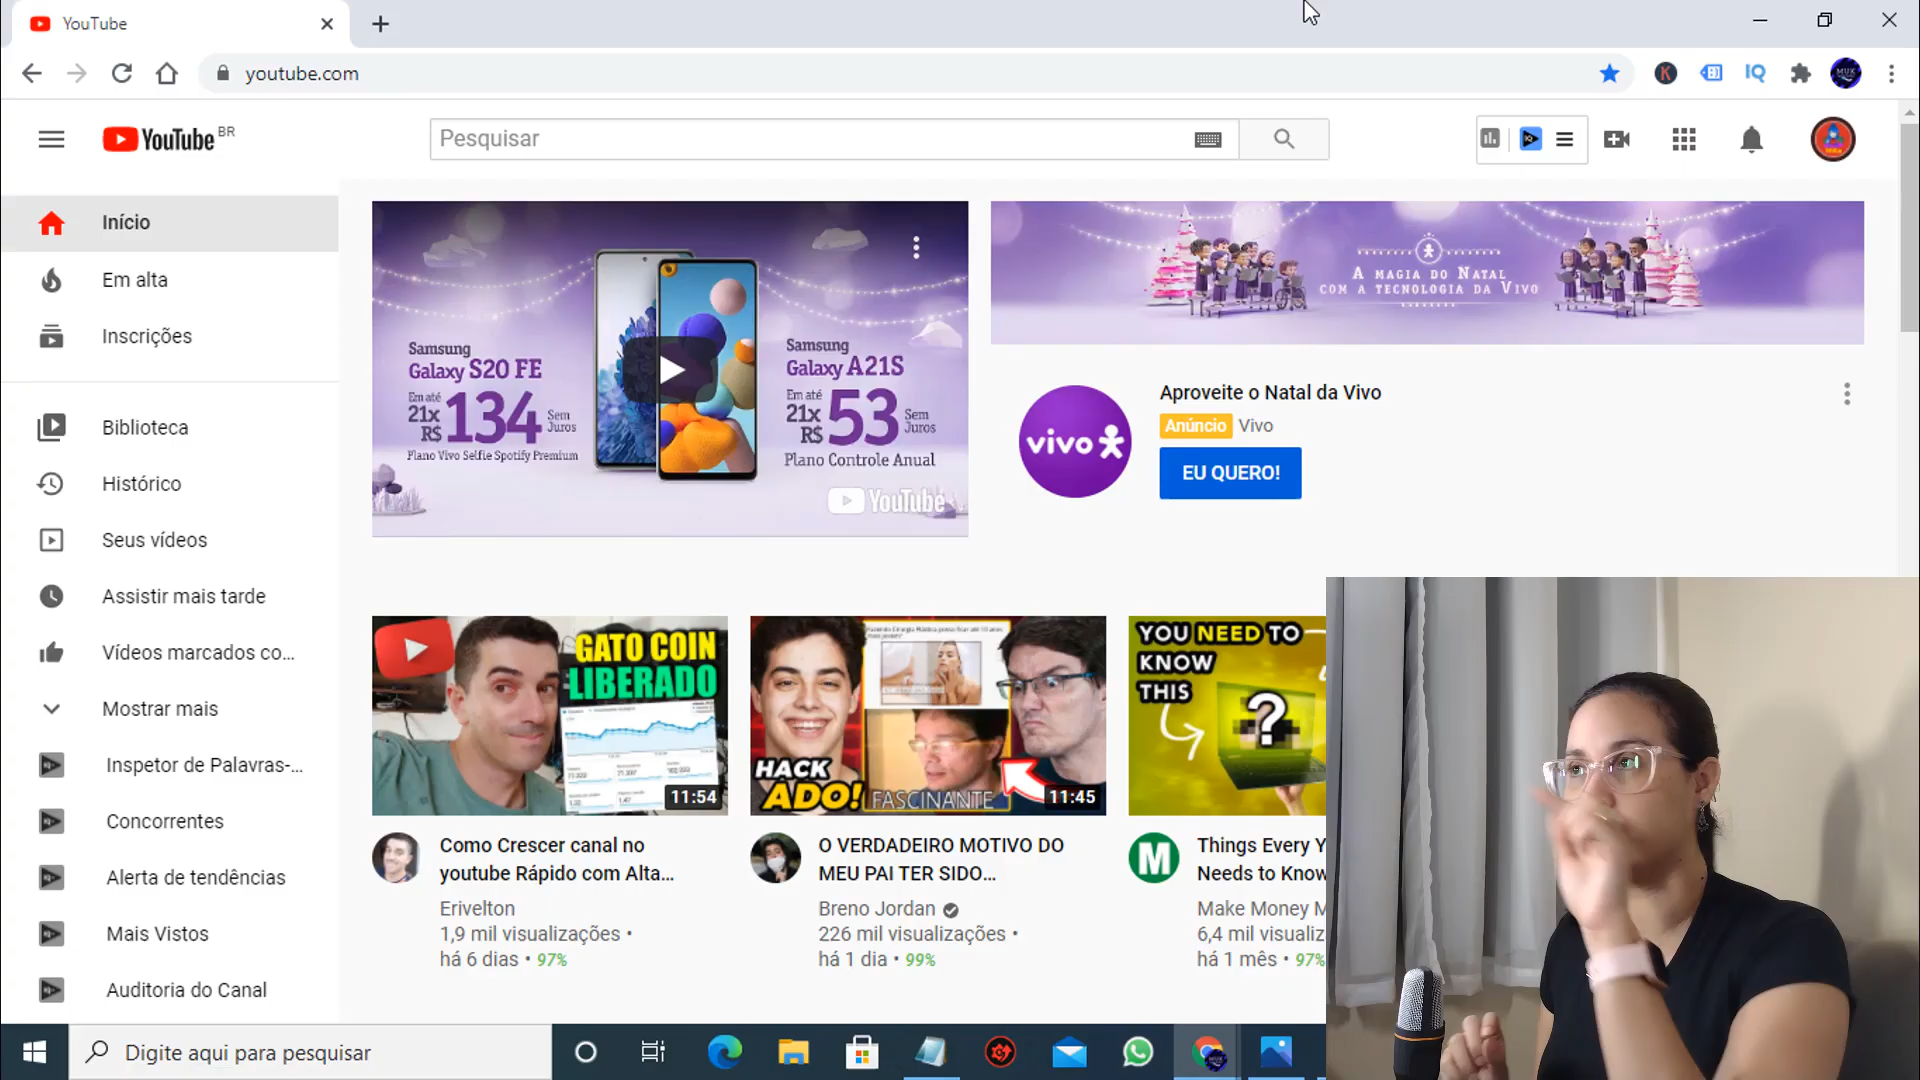 YouTube
youtube.com
K
IQ
MUK
YouTube BR
Pesquisar
Início
Em alta
Inscrições
Biblioteca
Histórico
Seus vídeos
Assistir mais tarde
Vídeos marcados co...
Mostrar mais
Inspetor de Palavras-...
Concorrentes
Alerta de tendências
Mais Vistos
Auditoria do Canal
Samsung
Galaxy S20 FE
Em até
21x
R$ 134
Sem
Juros
Plano Vivo Selfie Spotify Premium
Samsung
Galaxy A21S
Em até
21x
R$ 53
Sem
Juros
Plano Controle Anual
YouTube
A MAGIA DO NATAL
COM A TECNOLOGIA DA VIVO
vivo
Aproveite o Natal da Vivo
Anúncio Vivo
EU QUERO!
GATO COIN
LIBERADO
11:54
Como Crescer canal no
youtube Rápido com Alta...
Erivelton
1,9 mil visualizações •
há 6 dias • 97%
HACK
ADO!
FASCINANTE
11:45
O VERDADEIRO MOTIVO DO
MEU PAI TER SIDO...
Breno Jordan
226 mil visualizações •
há 1 dia • 99%
YOU NEED TO
KNOW
THIS
?
M
Things Every Y
Needs to Know
Make Money M
6,4 mil visualiz
há 1 mês • 97%
Digite aqui para pesquisar